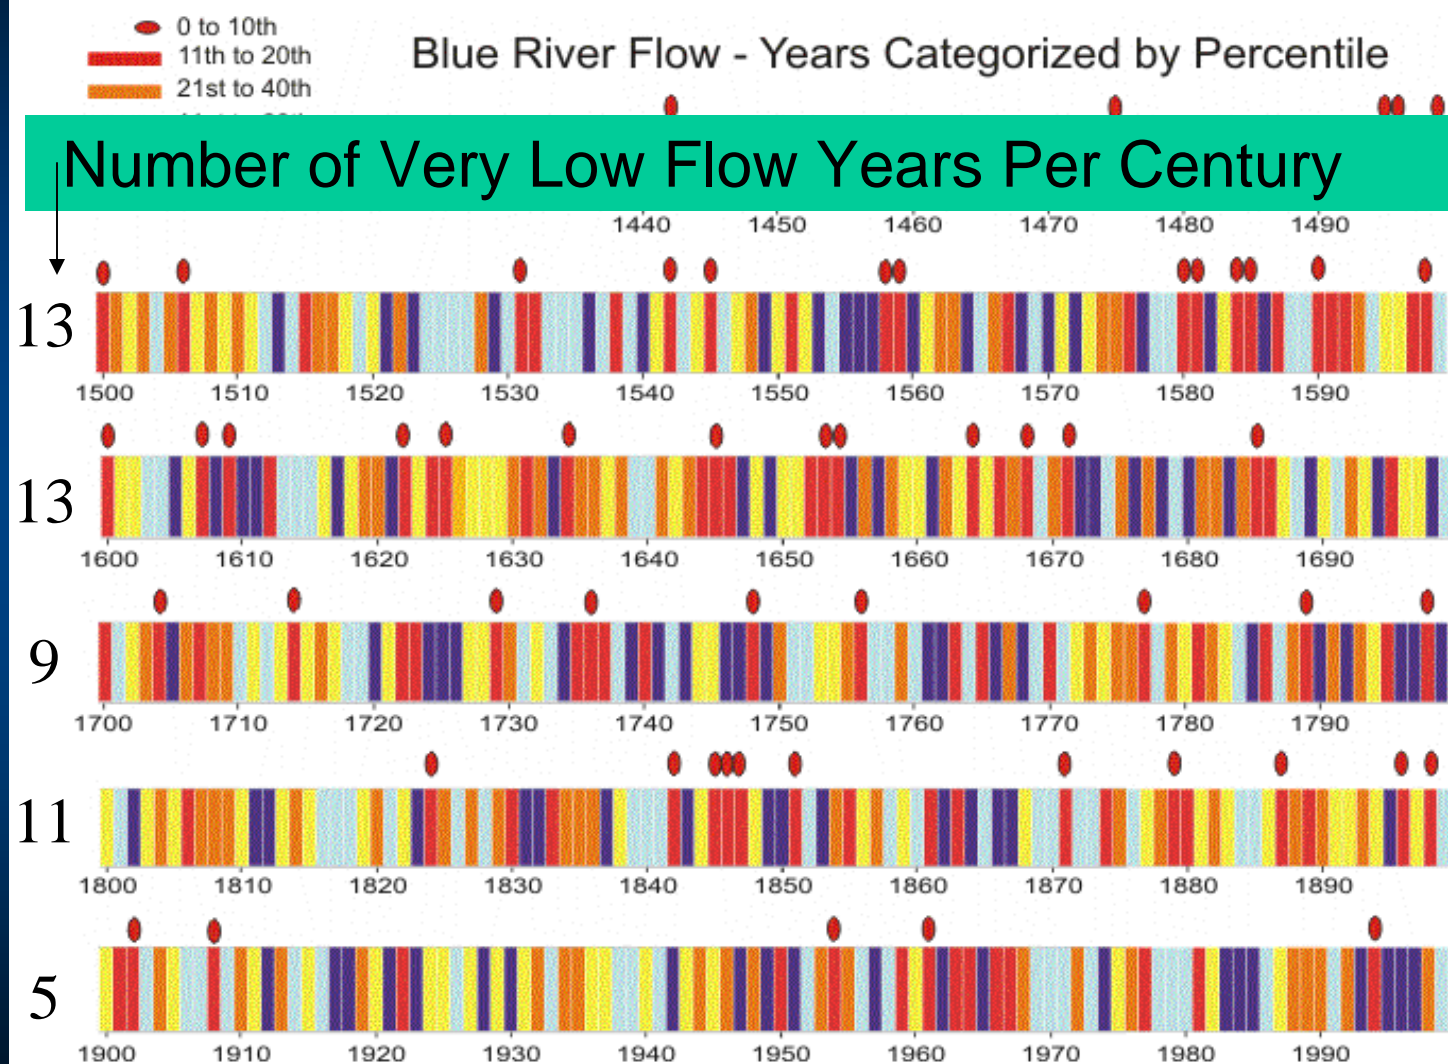 0 to 10th
11th to 20th
21st to 40th
Blue River Flow - Years Categorized by Percentile
Number of Very Low Flow Years Per Century
1440 1450 1460 1470 1480 1490
13
1500 1510 1520 1530 1540 1550 1560 1570 1580 1590
13
1600 1610 1620 1630 1640 1650 1660 1670 1680 1690
9
1700 1710 1720 1730 1740 1750 1760 1770 1780 1790
11
1800 1810 1820 1830 1840 1850 1860 1870 1880 1890
5
1900 1910 1920 1930 1940 1950 1960 1970 1980 1990